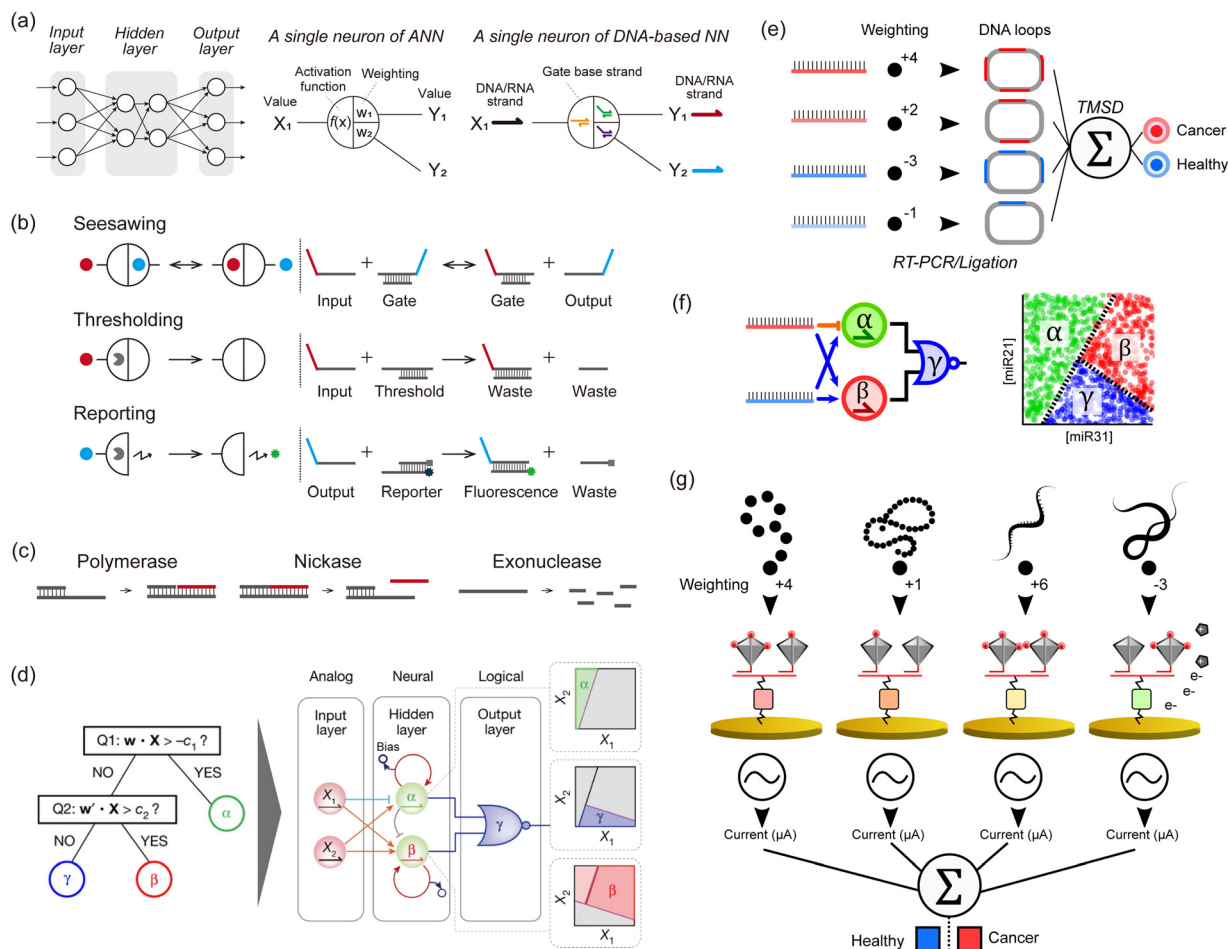 (a)
Input layer
Hidden layer
Output layer
A single neuron of ANN
Activation function
Weighting
Value
X₁
f(x)
w₁
w₂
Value
Y₁
Y₂
A single neuron of DNA-based NN
Gate base strand
DNA/RNA strand
X₁
DNA/RNA strand
Y₁
Y₂
(b)
Seesawing
Input
+
Gate
Gate
+
Output
Thresholding
Input
+
Threshold
Waste
+
Waste
Reporting
Output
+
Reporter
Fluorescence
+
Waste
(c)
Polymerase
Nickase
Exonuclease
(d)
Q1: w · X > –c₁ ?
NO
YES
Q2: w′ · X > c₂ ?
α
NO
YES
γ
β
Analog
Neural
Logical
Input layer
Hidden layer
Output layer
Bias
X₁
X₂
α
β
γ
X₂
α
X₁
X₂
γ
X₁
X₂
β
X₁
(e)
Weighting
DNA loops
+4
+2
-3
-1
TMSD
Σ
Cancer
Healthy
RT-PCR/Ligation
(f)
α
β
γ
[miR21]
α
β
γ
[miR31]
(g)
Weighting
+4
+1
+6
-3
+
+
e-
e-
e-
Current (μA)
Current (μA)
Current (μA)
Current (μA)
Σ
Healthy
Cancer